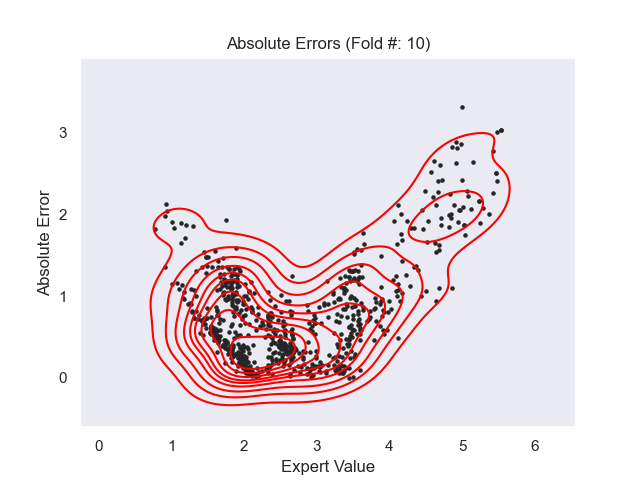 Absolute Errors (Fold #: 10)
3
2
1
0
Absolute Error
0 1 2 3 4 5 6
Expert Value